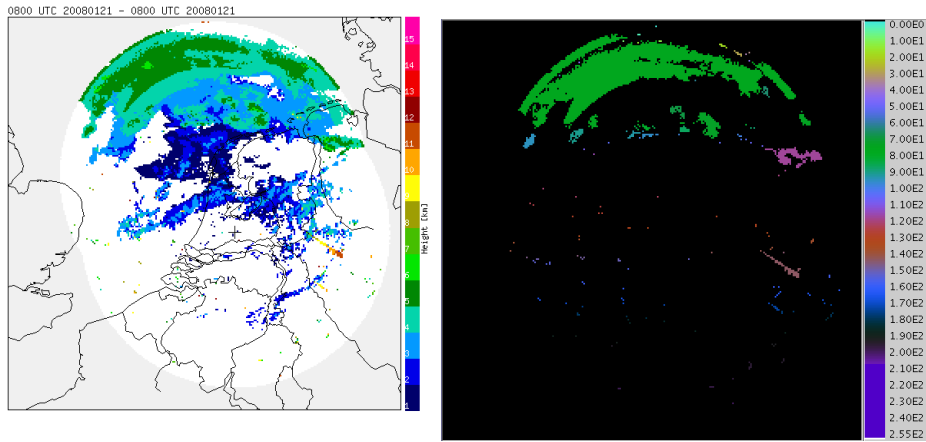 0800 UTC 20080121 - 0800 UTC 20080121
15
14
13
12
11
10
9
8
7
6
5
4
3
2
1
Height [km]
0.00E0
1.00E1
2.00E1
3.00E1
4.00E1
5.00E1
6.00E1
7.00E1
8.00E1
9.00E1
1.00E2
1.10E2
1.20E2
1.30E2
1.40E2
1.50E2
1.60E2
1.70E2
1.80E2
1.90E2
2.00E2
2.10E2
2.20E2
2.30E2
2.40E2
2.55E2